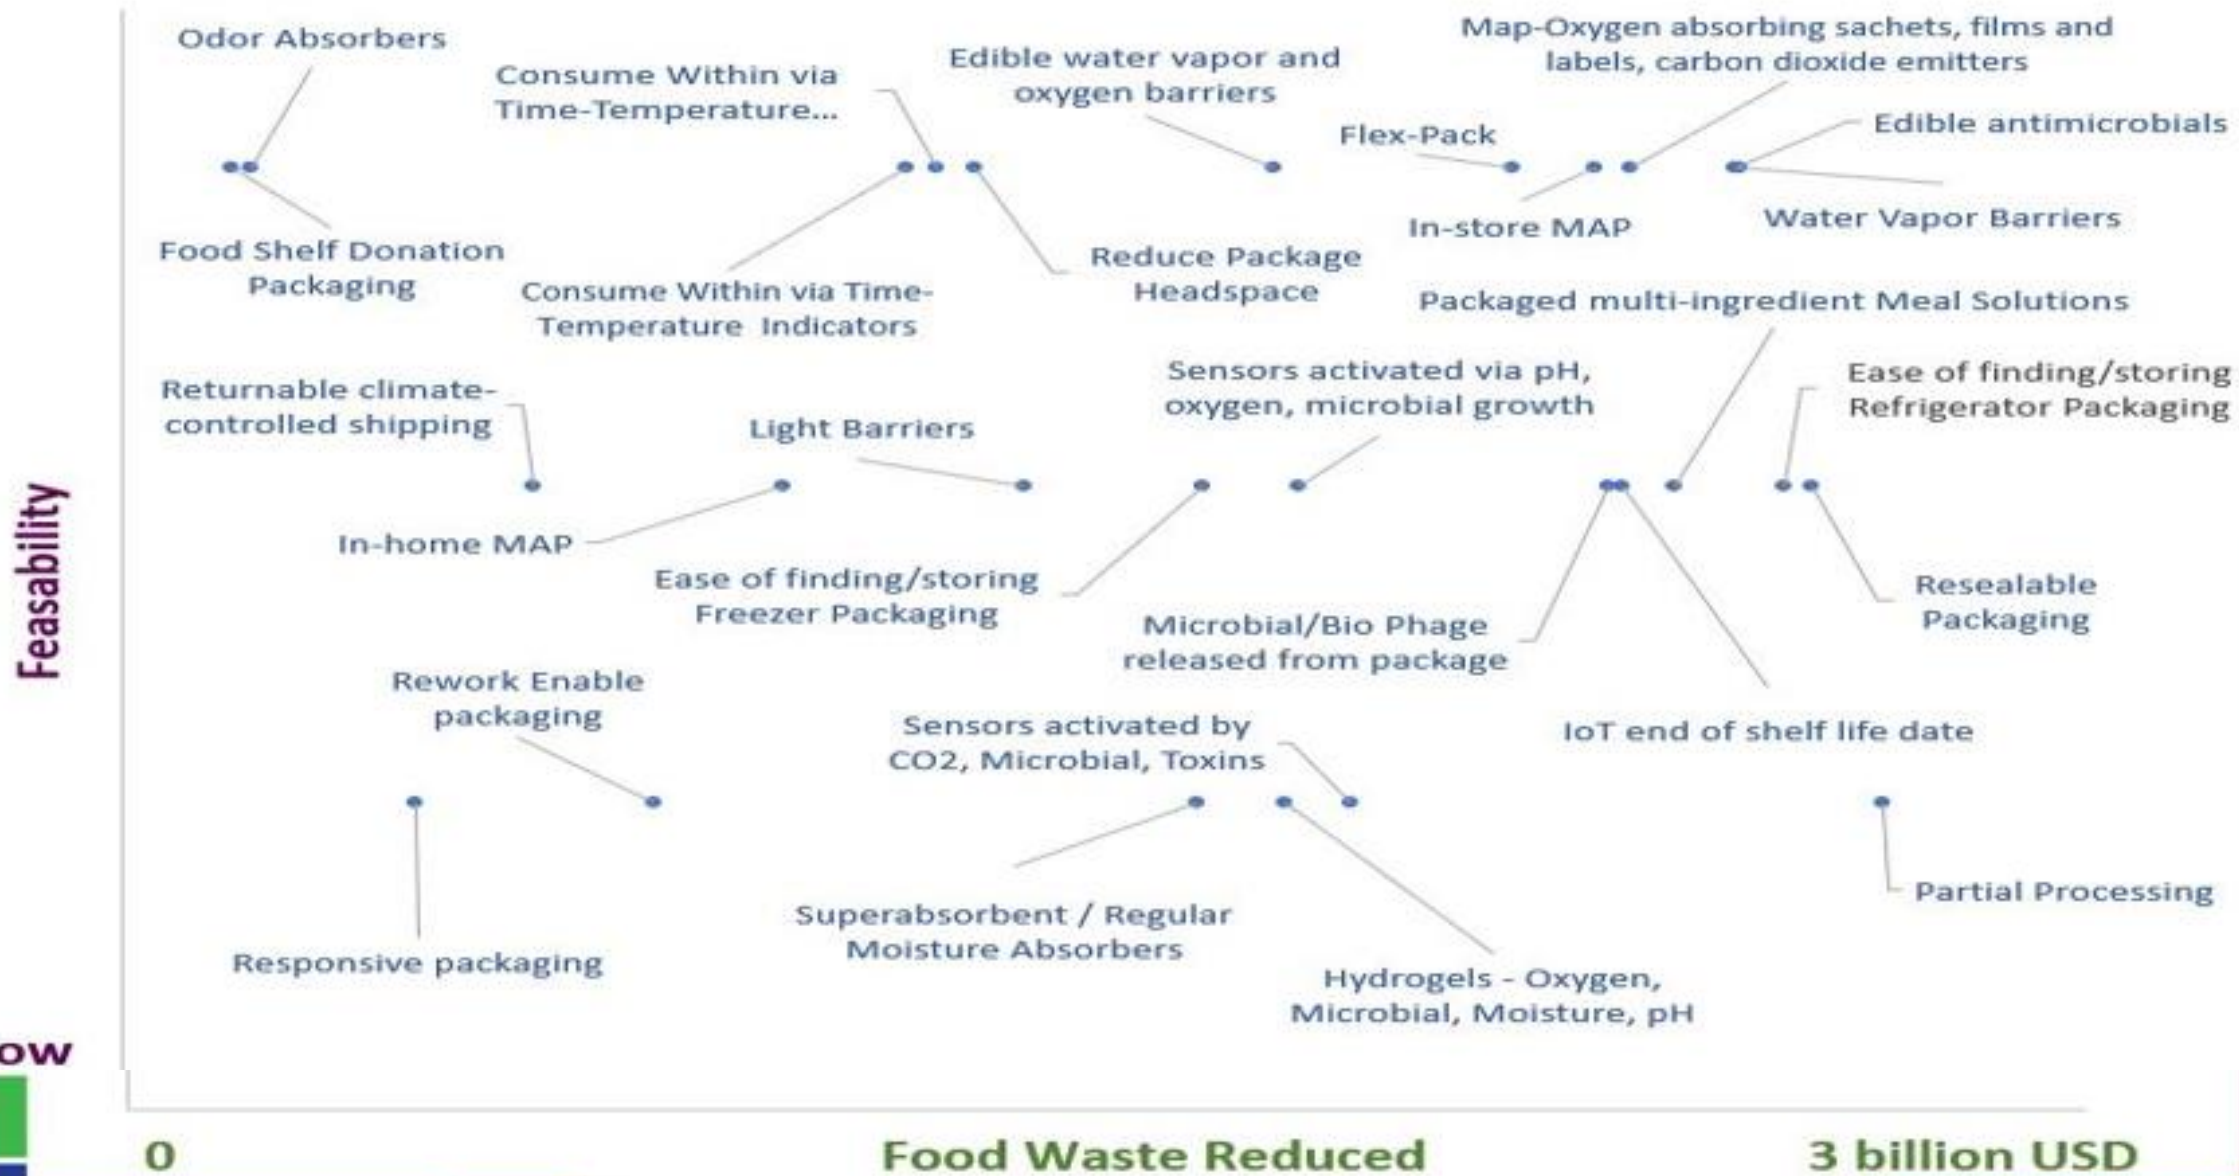 Odor Absorbers
Consume Within via
Time-Temperature...
Edible water vapor and
oxygen barriers
Map-Oxygen absorbing sachets, films and
labels, carbon dioxide emitters
Flex-Pack
Edible antimicrobials
Food Shelf Donation
Packaging
Consume Within via Time-
Temperature Indicators
Reduce Package
Headspace
In-store MAP
Water Vapor Barriers
Packaged multi-ingredient Meal Solutions
Returnable climate-
controlled shipping
Light Barriers
Sensors activated via pH,
oxygen, microbial growth
Ease of finding/storing
Refrigerator Packaging
Feasability
In-home MAP
Ease of finding/storing
Freezer Packaging
Microbial/Bio Phage
released from package
Resealable
Packaging
Rework Enable
packaging
Sensors activated by
CO2, Microbial, Toxins
IoT end of shelf life date
Responsive packaging
Superabsorbent / Regular
Moisture Absorbers
Hydrogels - Oxygen,
Microbial, Moisture, pH
Partial Processing
ow
0
Food Waste Reduced
3 billion USD